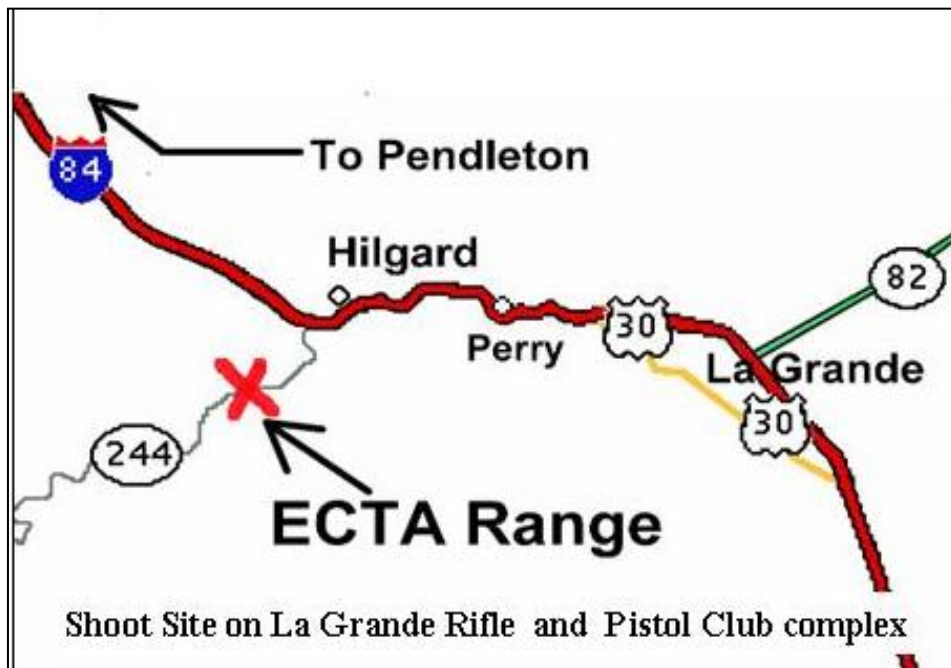 To Pendleton
84
Hilgard
82
30
Perry
La Grande
30
244
ECTA Range
Shoot Site on La Grande Rifle and Pistol Club complex